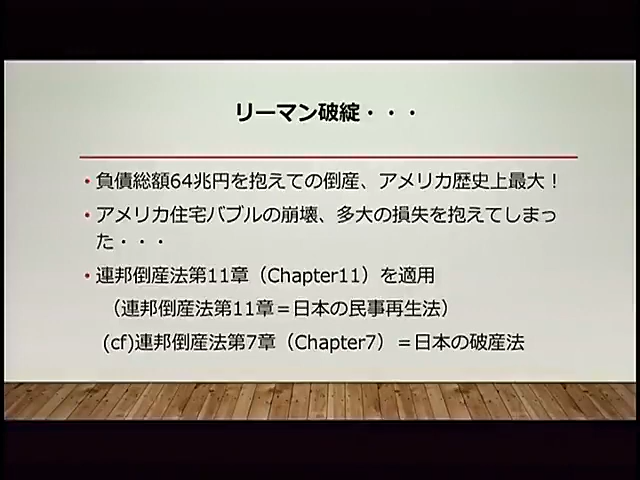 リーマン破綻・・・
・負債総額64兆円を抱えての倒産、アメリカ歴史上最大！
・アメリカ住宅バブルの崩壊、多大の損失を抱えてしまっ
た・・・
・連邦倒産法第11章（Chapter11）を適用
（連邦倒産法第11章＝日本の民事再生法）
(cf)連邦倒産法第7章（Chapter7）＝日本の破産法